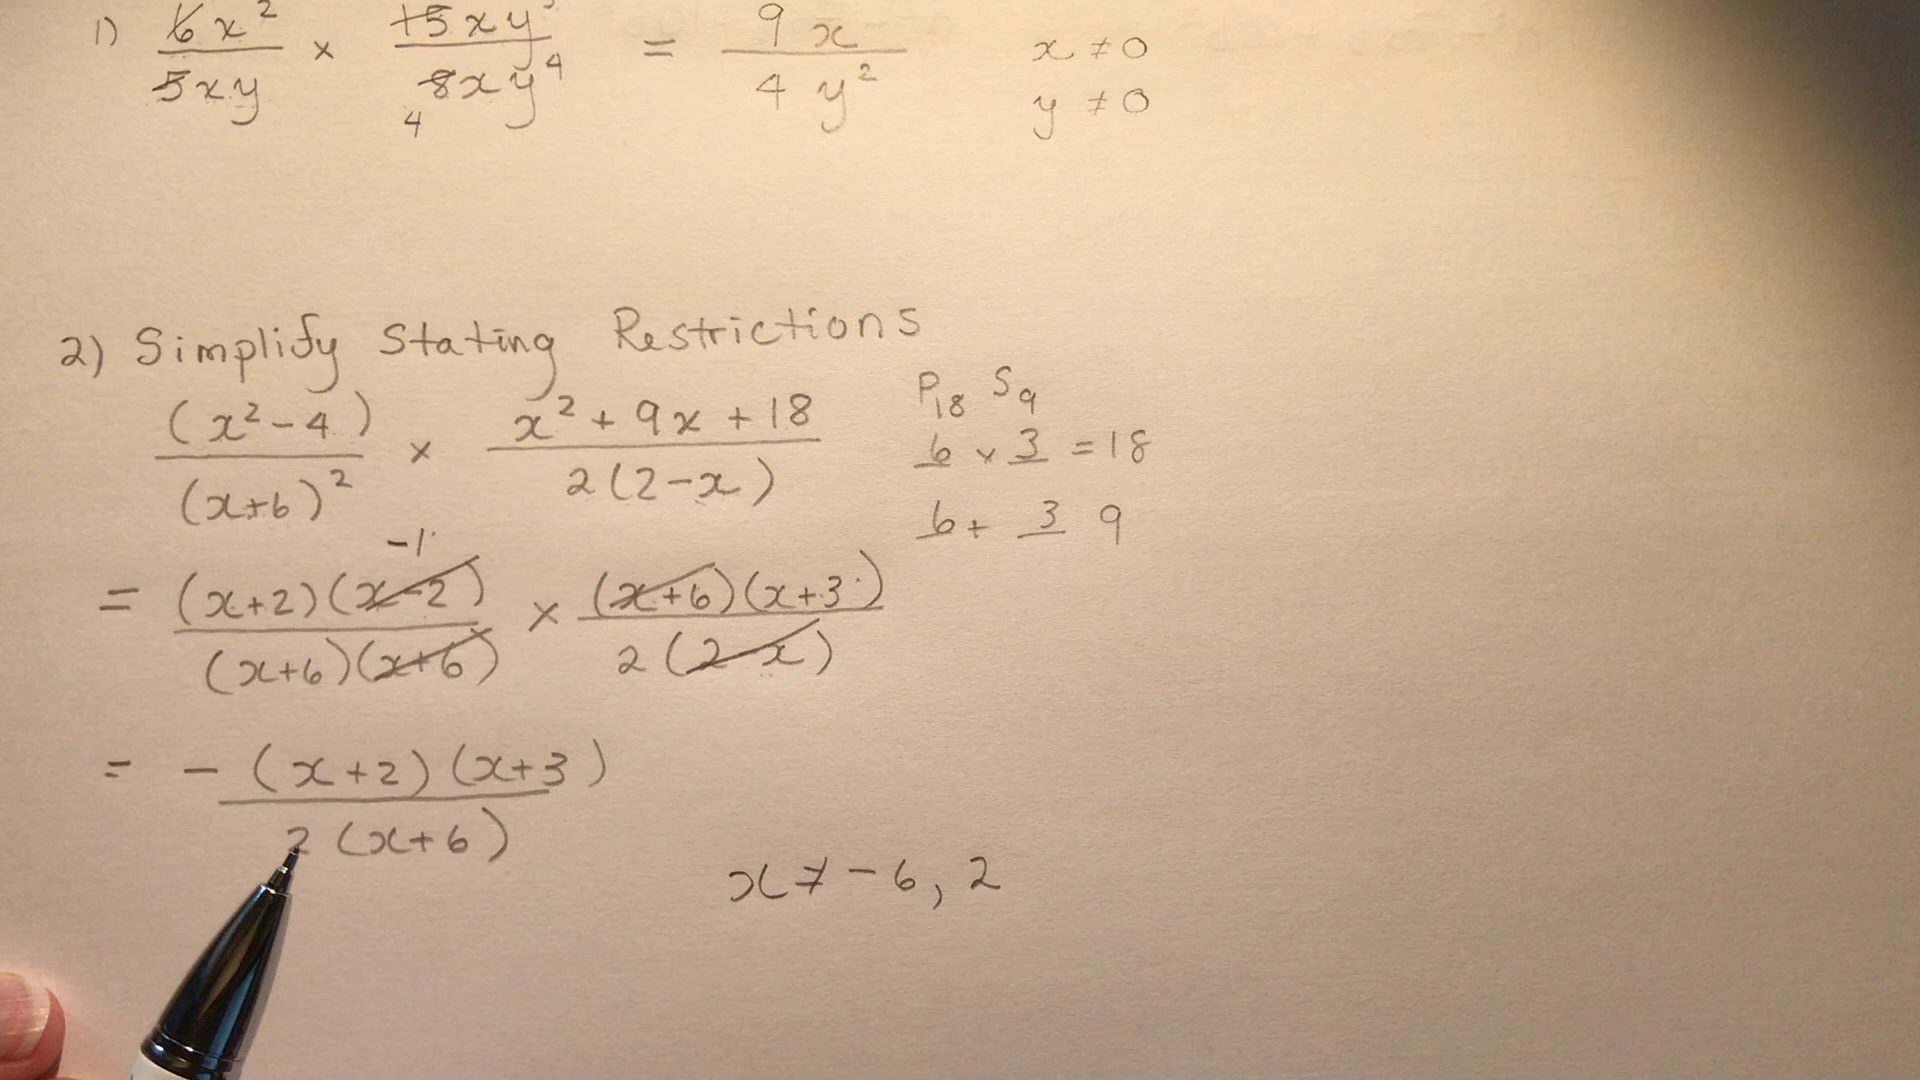 1) 6x² / 5xy × 15xy³ / 8xy⁴ = 9x / 4y² x ≠ 0
4 y ≠ 0
2) Simplify Stating Restrictions
(x²-4) / (x+6)² × x²+9x+18 / 2(2-x) P18 S9
6 × 3 = 18
6 + 3 9
-1
= (x+2)(x-2) / (x+6)(x+6) × (x+6)(x+3) / 2(2-x)
= -(x+2)(x+3) / 2(x+6)
x ≠ -6, 2